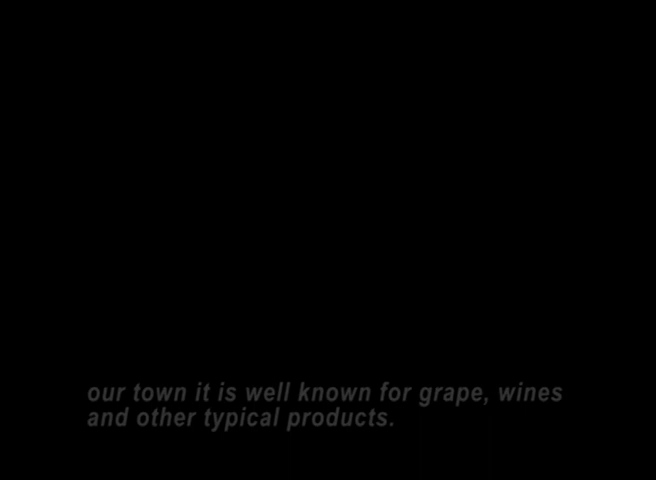 our town it is well known for grape, wines
and other typical products.